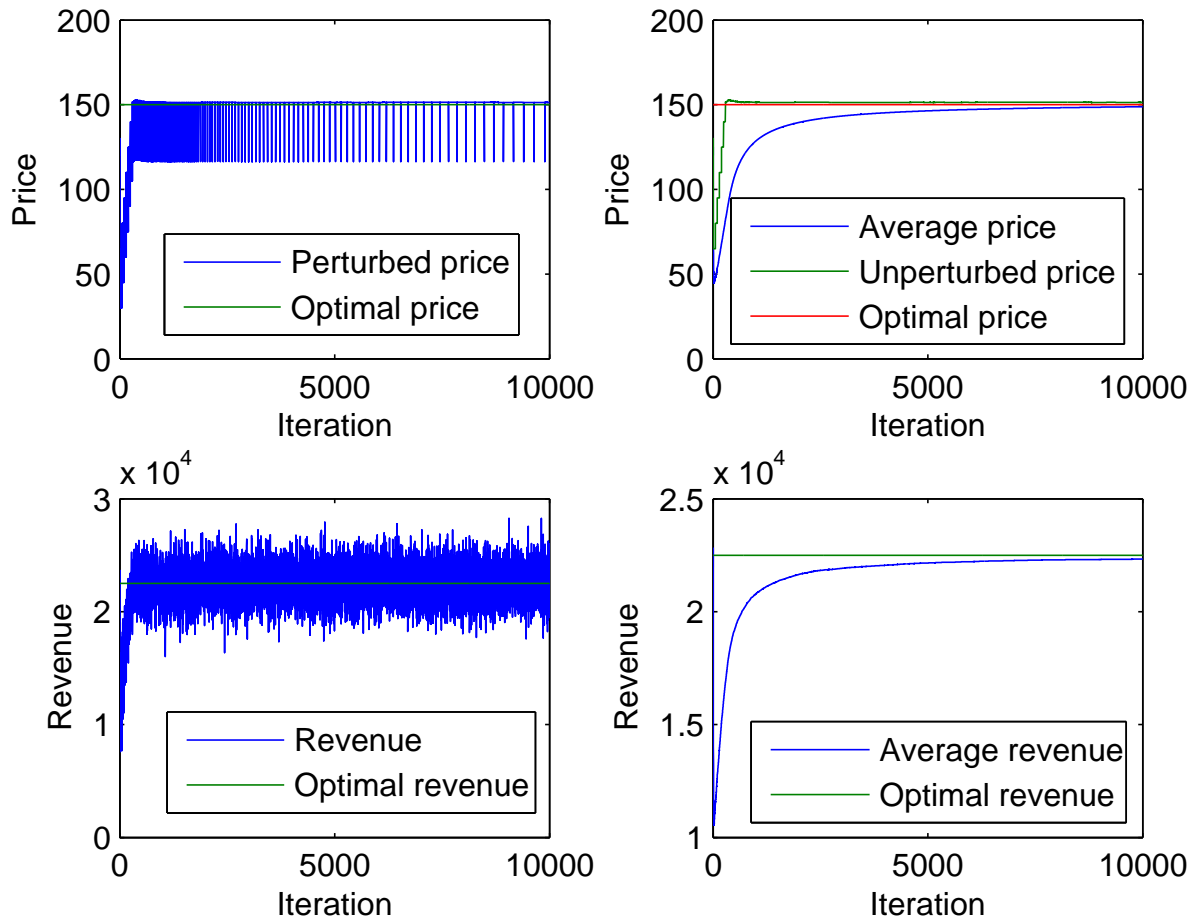 200
150
100
50
0
Price
Perturbed price
Optimal price
0
5000
10000
Iteration
200
150
100
50
0
Price
Average price
Unperturbed price
Optimal price
0
5000
10000
Iteration
x 10^4
3
2
1
0
Revenue
Revenue
Optimal revenue
0
5000
10000
Iteration
x 10^4
2.5
2
1.5
1
Revenue
Average revenue
Optimal revenue
0
5000
10000
Iteration